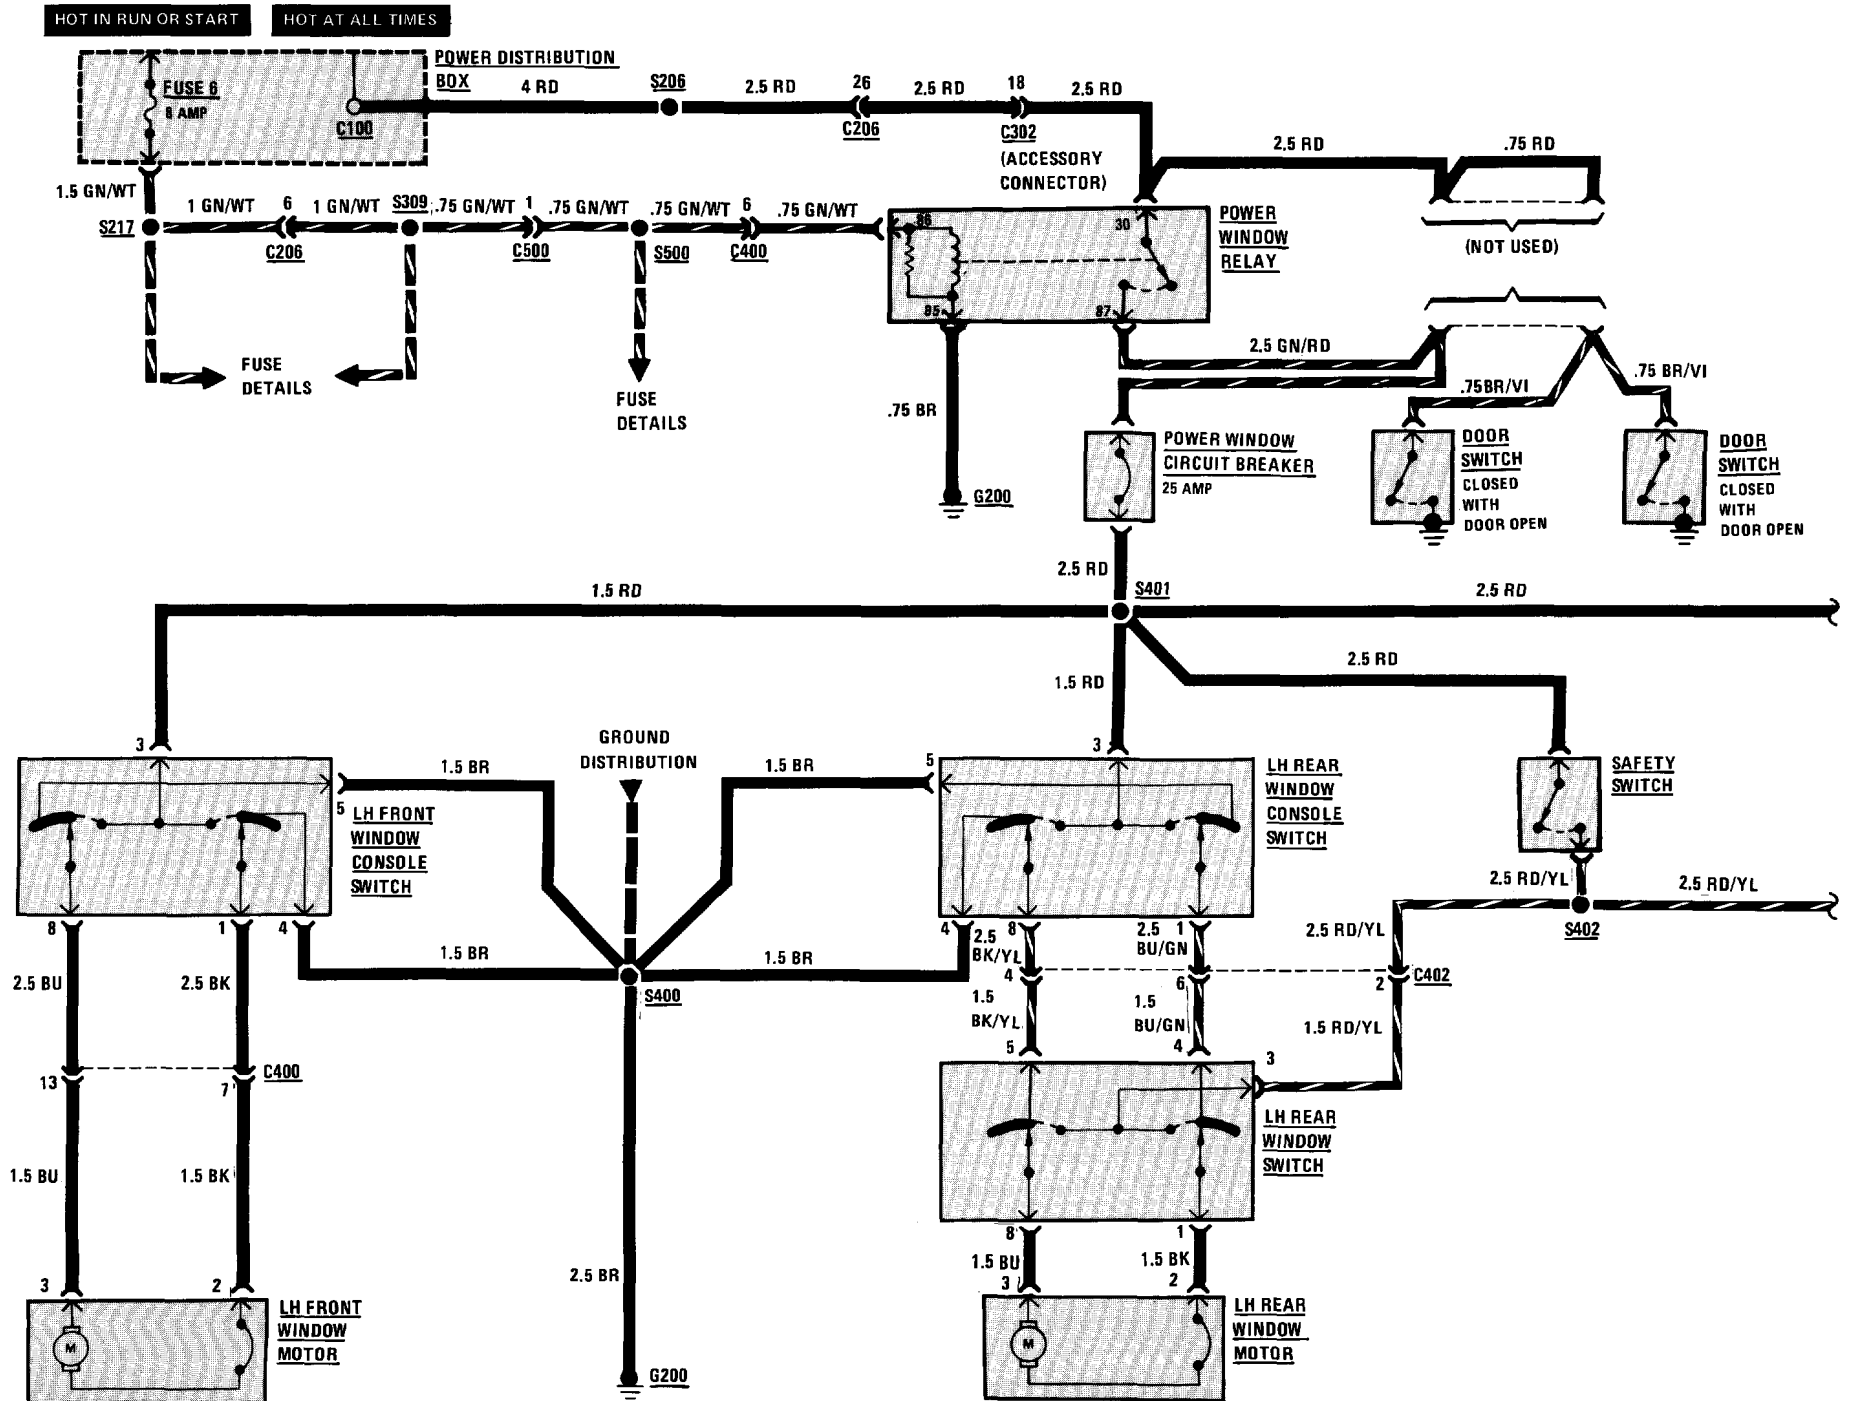 HOT IN RUN OR START
HOT AT ALL TIMES
POWER DISTRIBUTION
BOX
FUSE 6
8 AMP
C100
4 RD
S206
2.5 RD
26
C206
2.5 RD
18
C302
(ACCESSORY
CONNECTOR)
2.5 RD
2.5 RD
.75 RD
(NOT USED)
1.5 GN/WT
S217
1 GN/WT
6
C206
1 GN/WT
S309
.75 GN/WT
1
C500
.75 GN/WT
S500
.75 GN/WT
6
C400
.75 GN/WT
86
30
85
87
POWER
WINDOW
RELAY
FUSE
DETAILS
FUSE
DETAILS
.75 BR
G200
2.5 GN/RD
.75BR/VI
.75 BR/VI
POWER WINDOW
CIRCUIT BREAKER
25 AMP
DOOR
SWITCH
CLOSED
WITH
DOOR OPEN
DOOR
SWITCH
CLOSED
WITH
DOOR OPEN
2.5 RD
S401
1.5 RD
2.5 RD
2.5 RD
1.5 RD
3
5
LH FRONT
WINDOW
CONSOLE
SWITCH
1.5 BR
GROUND
DISTRIBUTION
1.5 BR
5
3
LH REAR
WINDOW
CONSOLE
SWITCH
SAFETY
SWITCH
2.5 RD/YL
2.5 RD/YL
S402
8
1
4
2.5 BU
2.5 BK
1.5 BR
S400
1.5 BR
4
2.5
BK/YL
8
2.5
BU/GN
1
2.5 RD/YL
4
6
2
C402
1.5
BK/YL
1.5
BU/GN
1.5 RD/YL
5
4
3
LH REAR
WINDOW
SWITCH
13
7
C400
1.5 BU
1.5 BK
8
1
1.5 BU
1.5 BK
3
2
2.5 BR
G200
3
2
M
LH FRONT
WINDOW
MOTOR
M
LH REAR
WINDOW
MOTOR